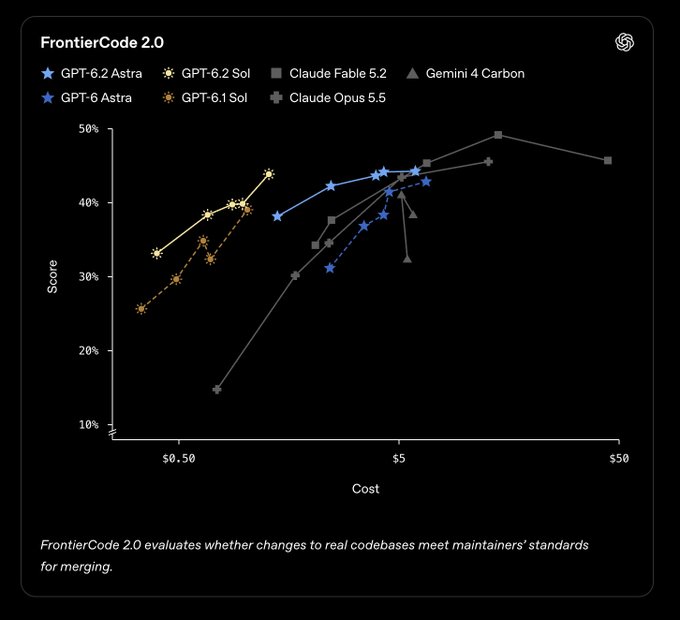 FrontierCode 2.0
GPT-6.2 Astra GPT-6.2 Sol Claude Fable 5.2 Gemini 4 Carbon
GPT-6 Astra GPT-6.1 Sol Claude Opus 5.5
50%
40%
30%
20%
10%
Score
$0.50 $5 $50
Cost
FrontierCode 2.0 evaluates whether changes to real codebases meet maintainers’ standards
for merging.